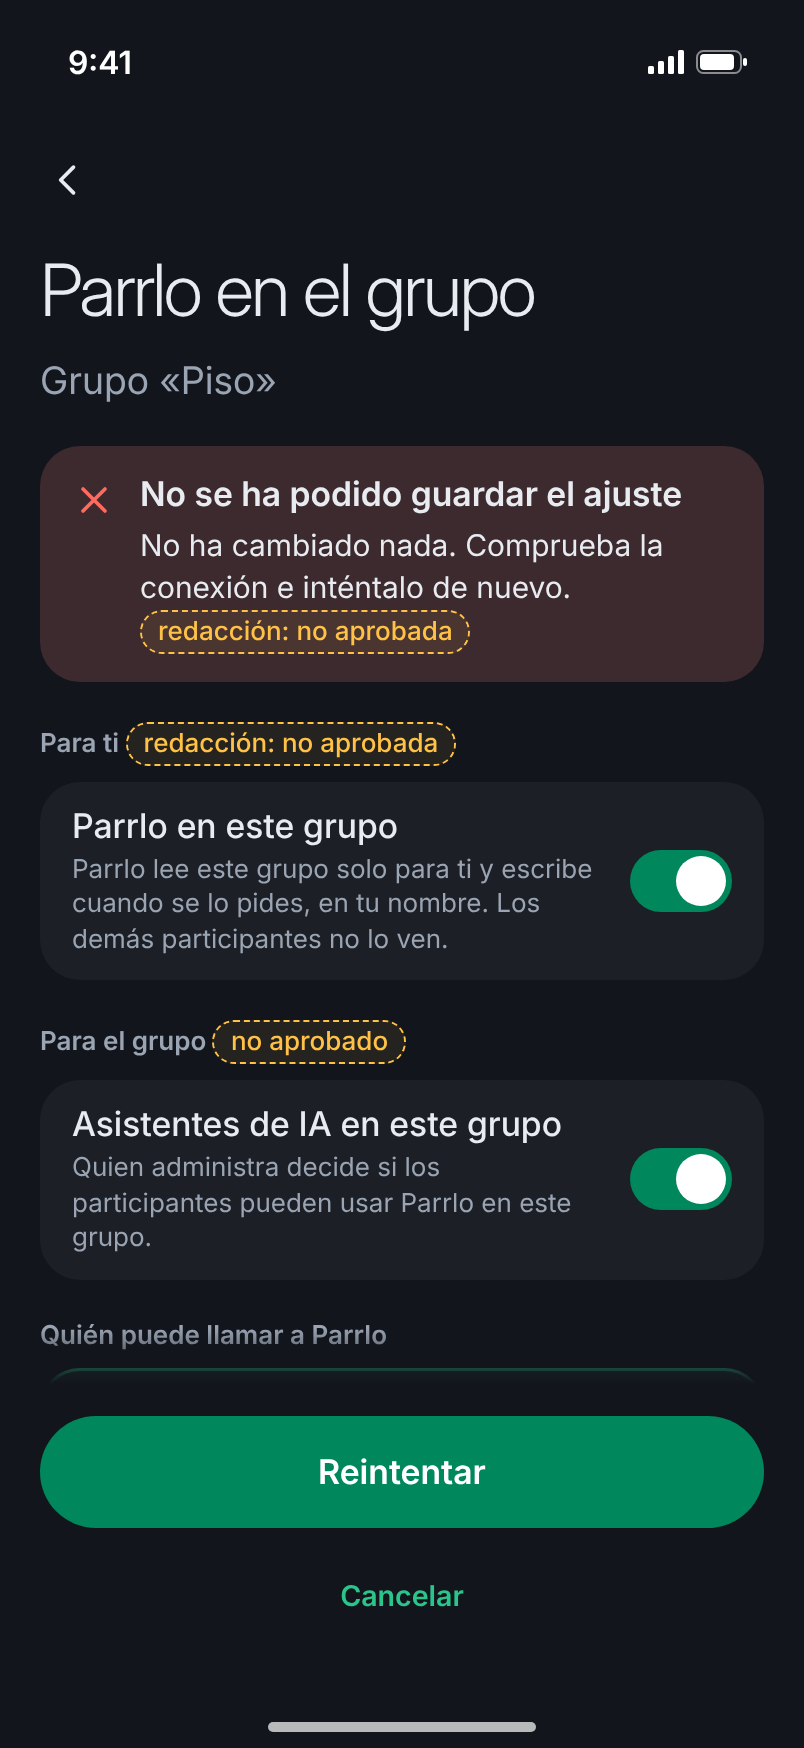 9:41
Parrlo en el grupo
Grupo «Piso»
No se ha podido guardar el ajuste
No ha cambiado nada. Comprueba la
conexión e inténtalo de nuevo.
redacción: no aprobada
Para ti redacción: no aprobada
Parrlo en este grupo
Parrlo lee este grupo solo para ti y escribe
cuando se lo pides, en tu nombre. Los
demás participantes no lo ven.
Para el grupo no aprobado
Asistentes de IA en este grupo
Quien administra decide si los
participantes pueden usar Parrlo en este
grupo.
Quién puede llamar a Parrlo
Reintentar
Cancelar